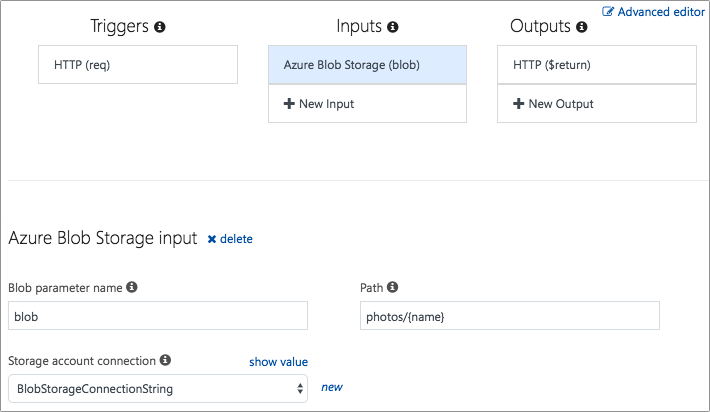 Advanced editor
Triggers
Inputs
Outputs
HTTP (req)
Azure Blob Storage (blob)
HTTP ($return)
New Input
New Output
Azure Blob Storage input
delete
Blob parameter name
Path
blob
photos/{name}
Storage account connection
show value
BlobStorageConnectionString
new